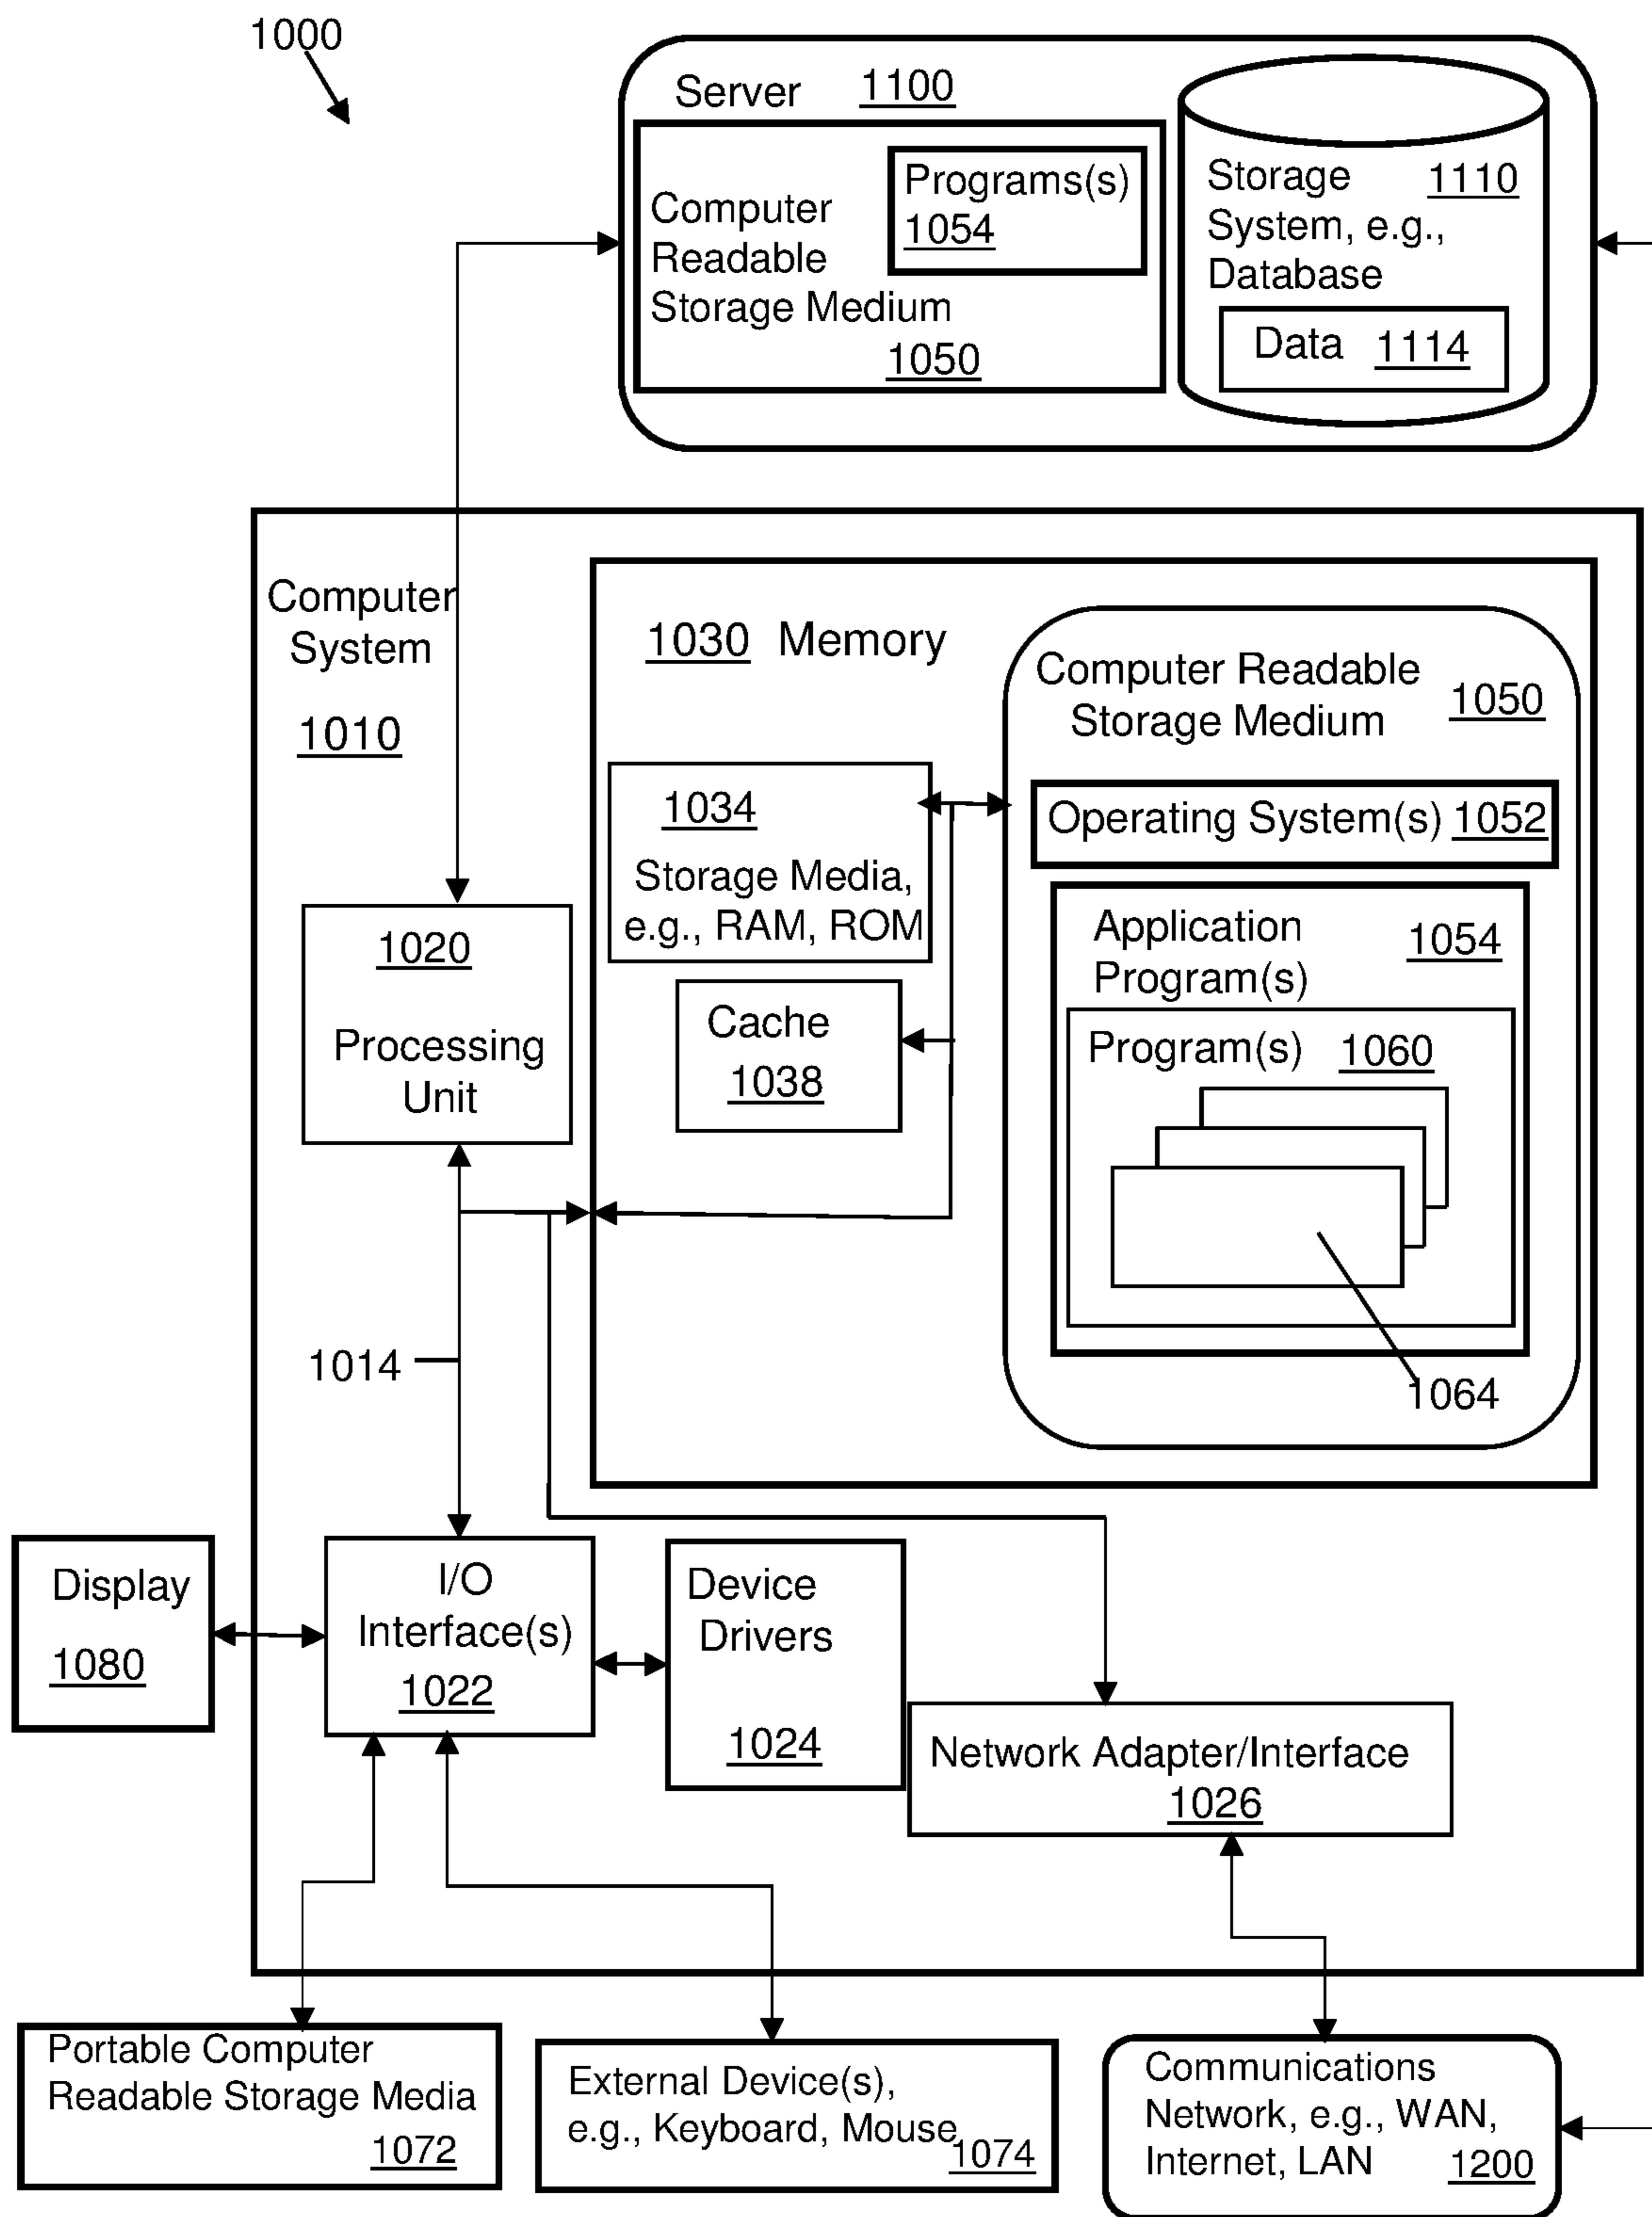 1000
Server 1100
Programs(s)
1054
Computer
Readable
Storage Medium
1050
Storage 1110
System, e.g.,
Database
Data 1114
Computer
System
1010
1030 Memory
Computer Readable
Storage Medium
1050
1034
Storage Media,
e.g., RAM, ROM
Operating System(s) 1052
1020
Processing
Unit
Cache
1038
Application
Program(s)
1054
Program(s) 1060
1014
1064
Display
1080
I/O
Interface(s)
1022
Device
Drivers
1024
Network Adapter/Interface
1026
Portable Computer
Readable Storage Media
1072
External Device(s),
e.g., Keyboard, Mouse
1074
Communications
Network, e.g., WAN,
Internet, LAN 1200